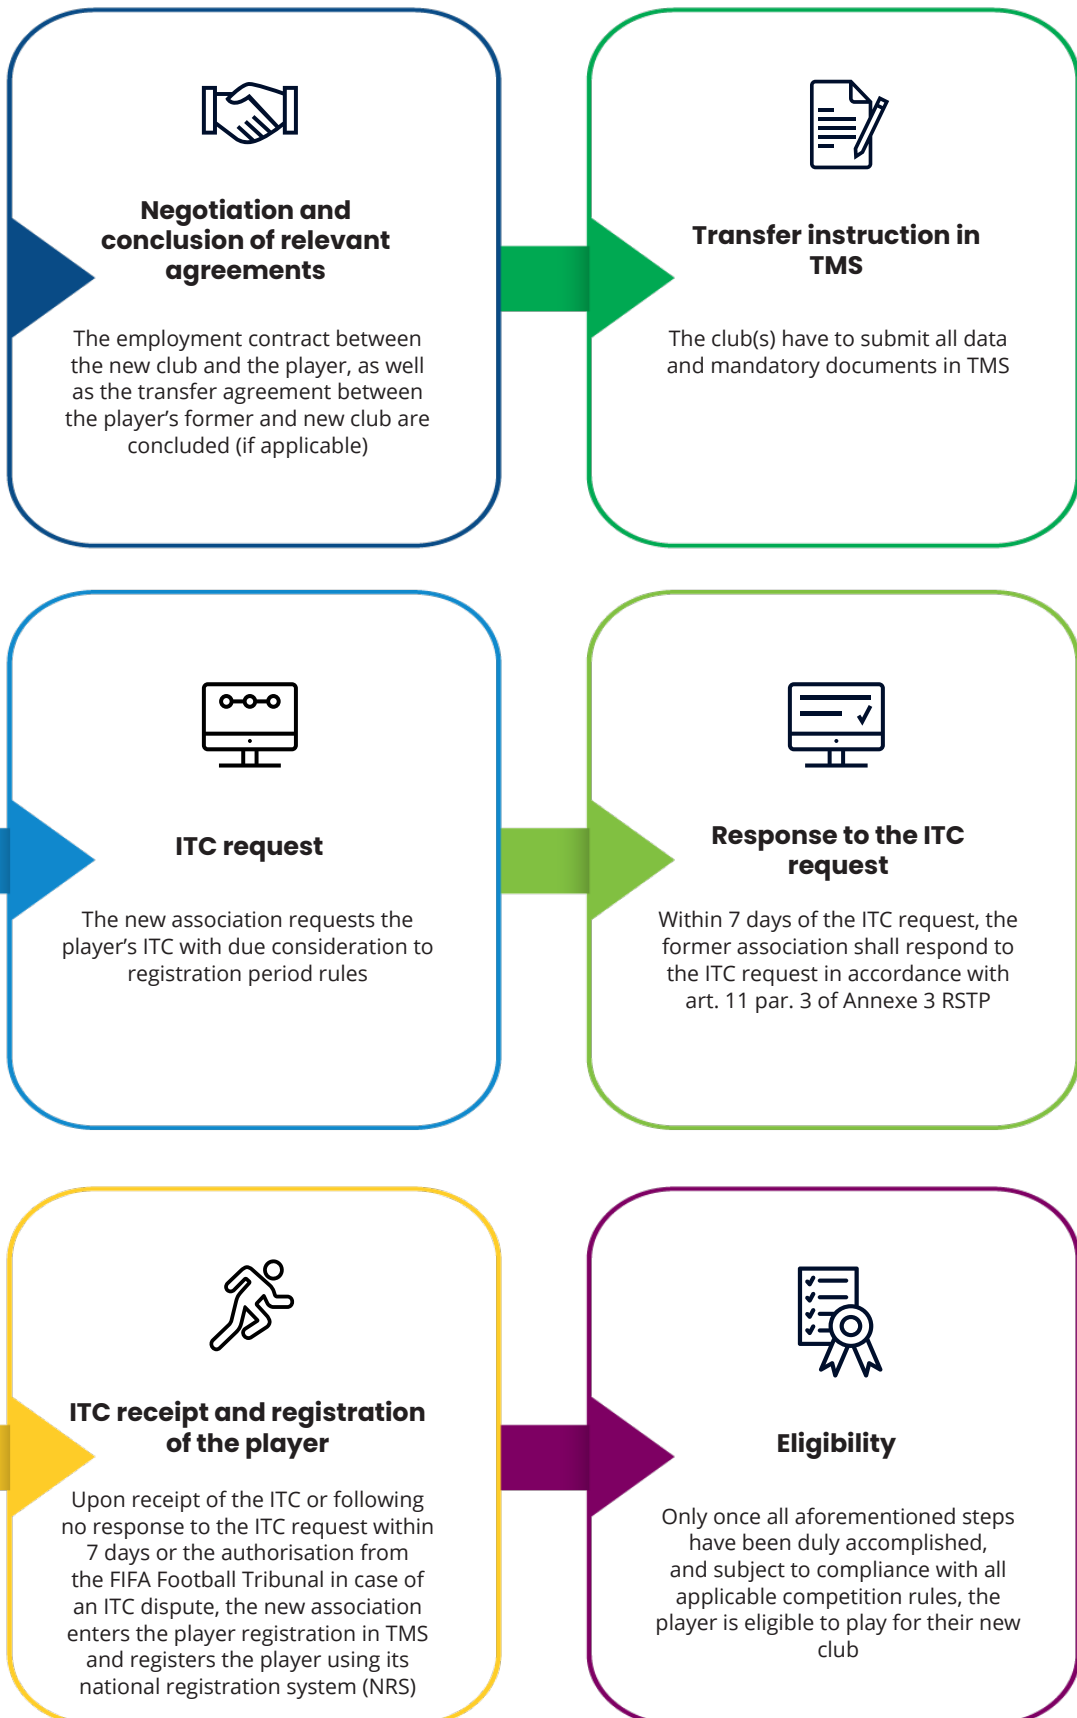 Negotiation and
conclusion of relevant
agreements
The employment contract between
the new club and the player, as well
as the transfer agreement between
the player’s former and new club are
concluded (if applicable)
Transfer instruction in
TMS
The club(s) have to submit all data
and mandatory documents in TMS
ITC request
The new association requests the
player’s ITC with due consideration to
registration period rules
Response to the ITC
request
Within 7 days of the ITC request, the
former association shall respond to
the ITC request in accordance with
art. 11 par. 3 of Annexe 3 RSTP
ITC receipt and registration
of the player
Upon receipt of the ITC or following
no response to the ITC request within
7 days or the authorisation from
the FIFA Football Tribunal in case of
an ITC dispute, the new association
enters the player registration in TMS
and registers the player using its
national registration system (NRS)
Eligibility
Only once all aforementioned steps
have been duly accomplished,
and subject to compliance with all
applicable competition rules, the
player is eligible to play for their new
club